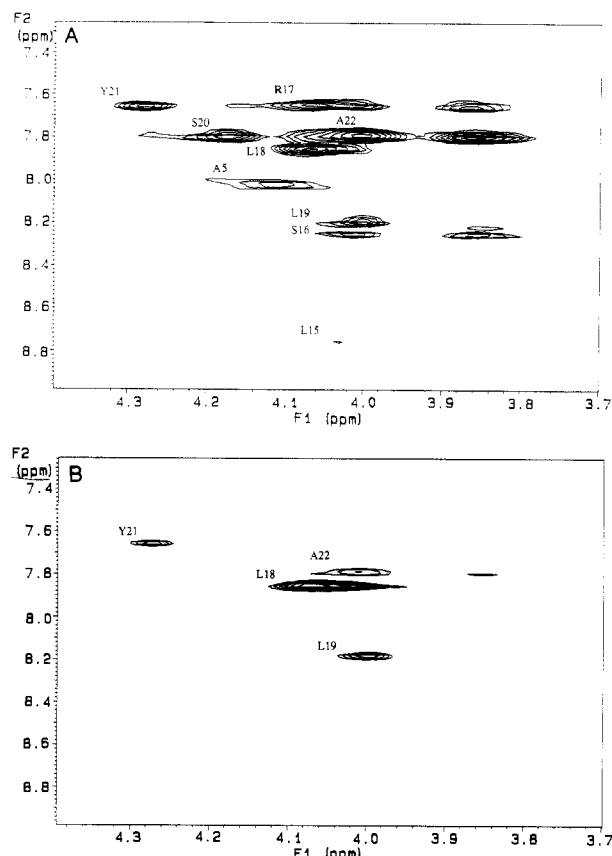 F2
(ppm)
A
7.4
7.6
7.8
8.0
8.2
8.4
8.6
8.8
Y21
R17
S20
A22
L18
A5
L19
S16
L15
4.3 4.2 4.1 4.0 3.9 3.8 3.7
F1 (ppm)
F2
(ppm)
B
7.4
7.6
7.8
8.0
8.2
8.4
8.6
8.8
Y21
A22
L18
L19
4.3 4.2 4.1 4.0 3.9 3.8 3.7
F1 (ppm)